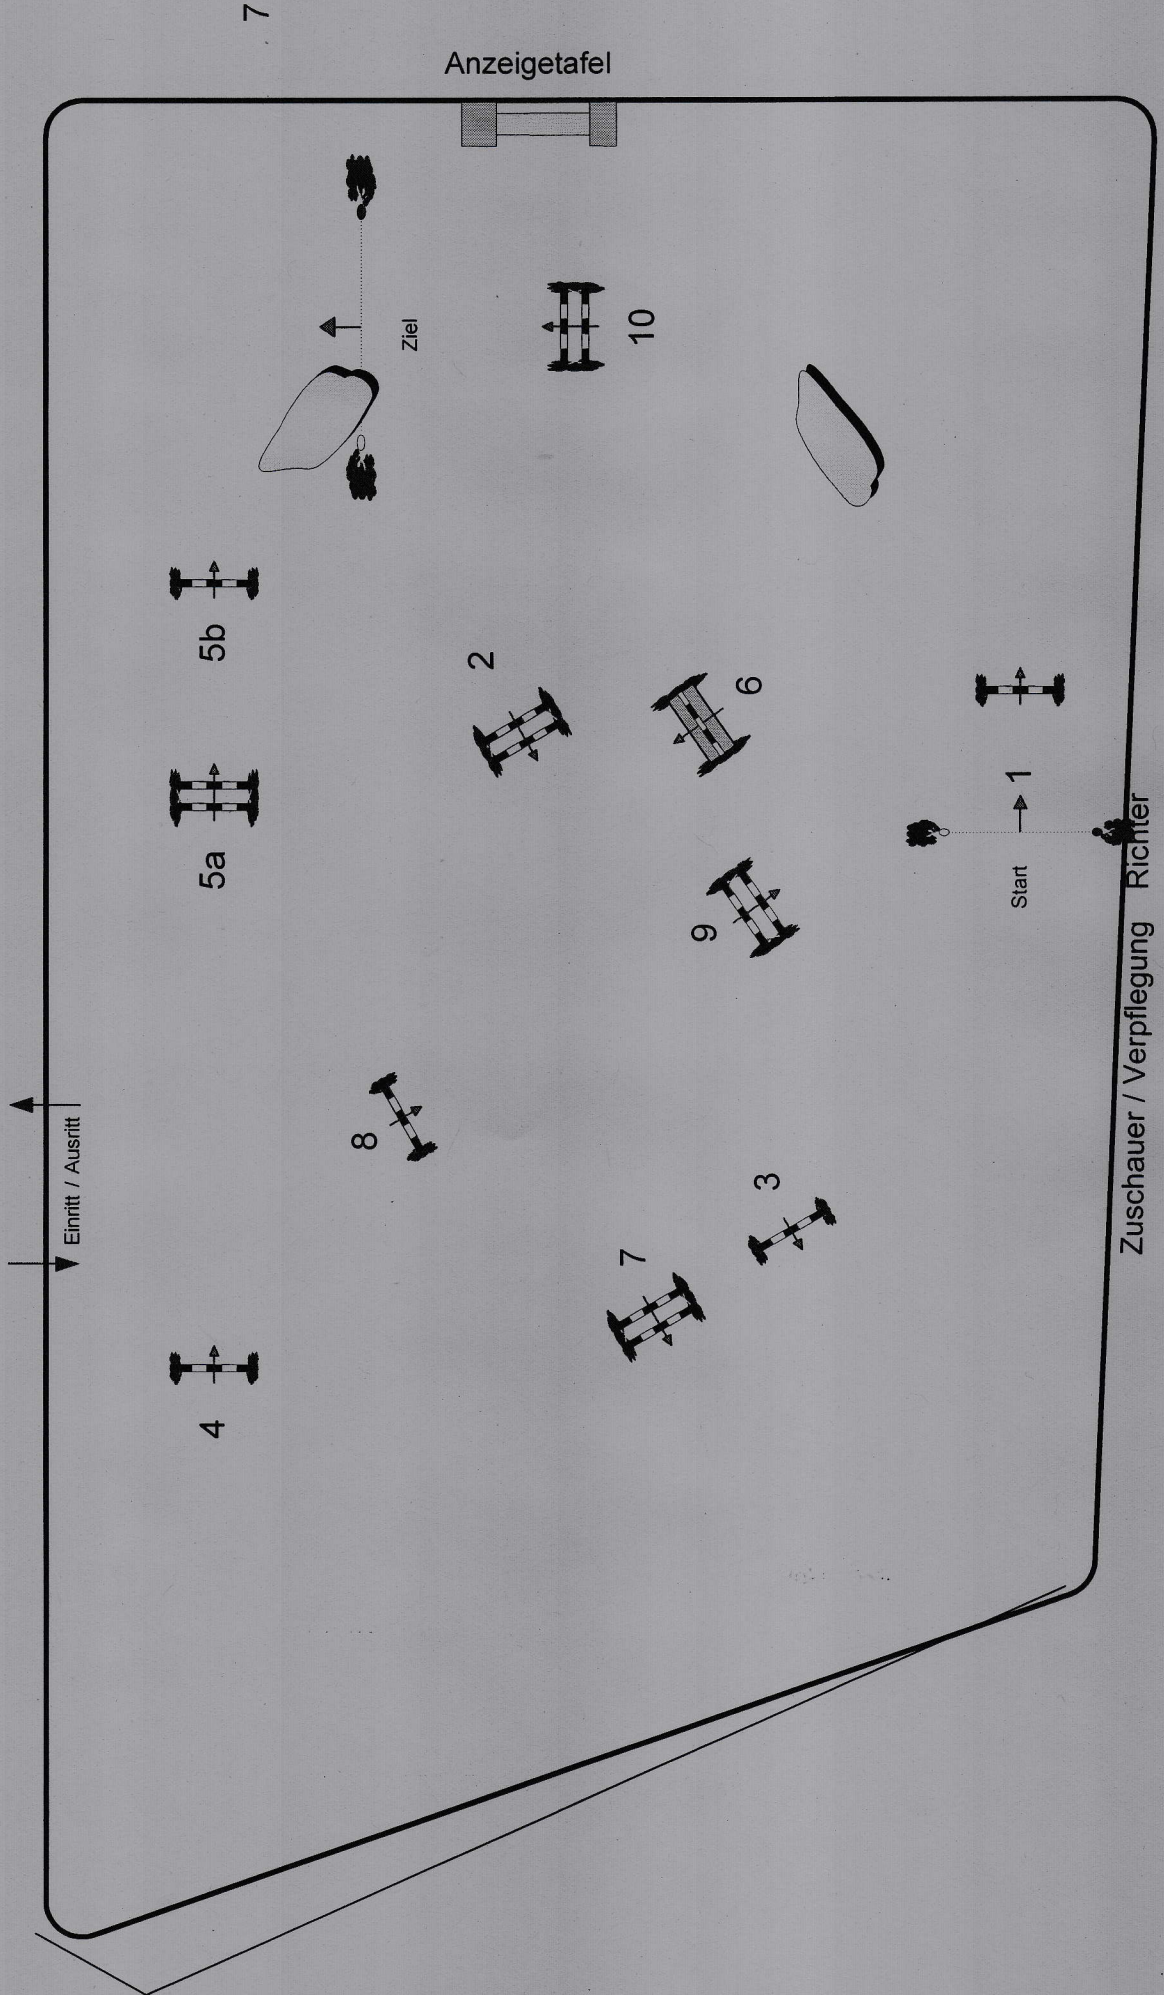 7
Anzeigetafel
Ziel
10
5b
2
6
5a
1
9
Start
Richter
Zuschauer / Verpflegung
8
Einritt / Ausritt
3
7
4